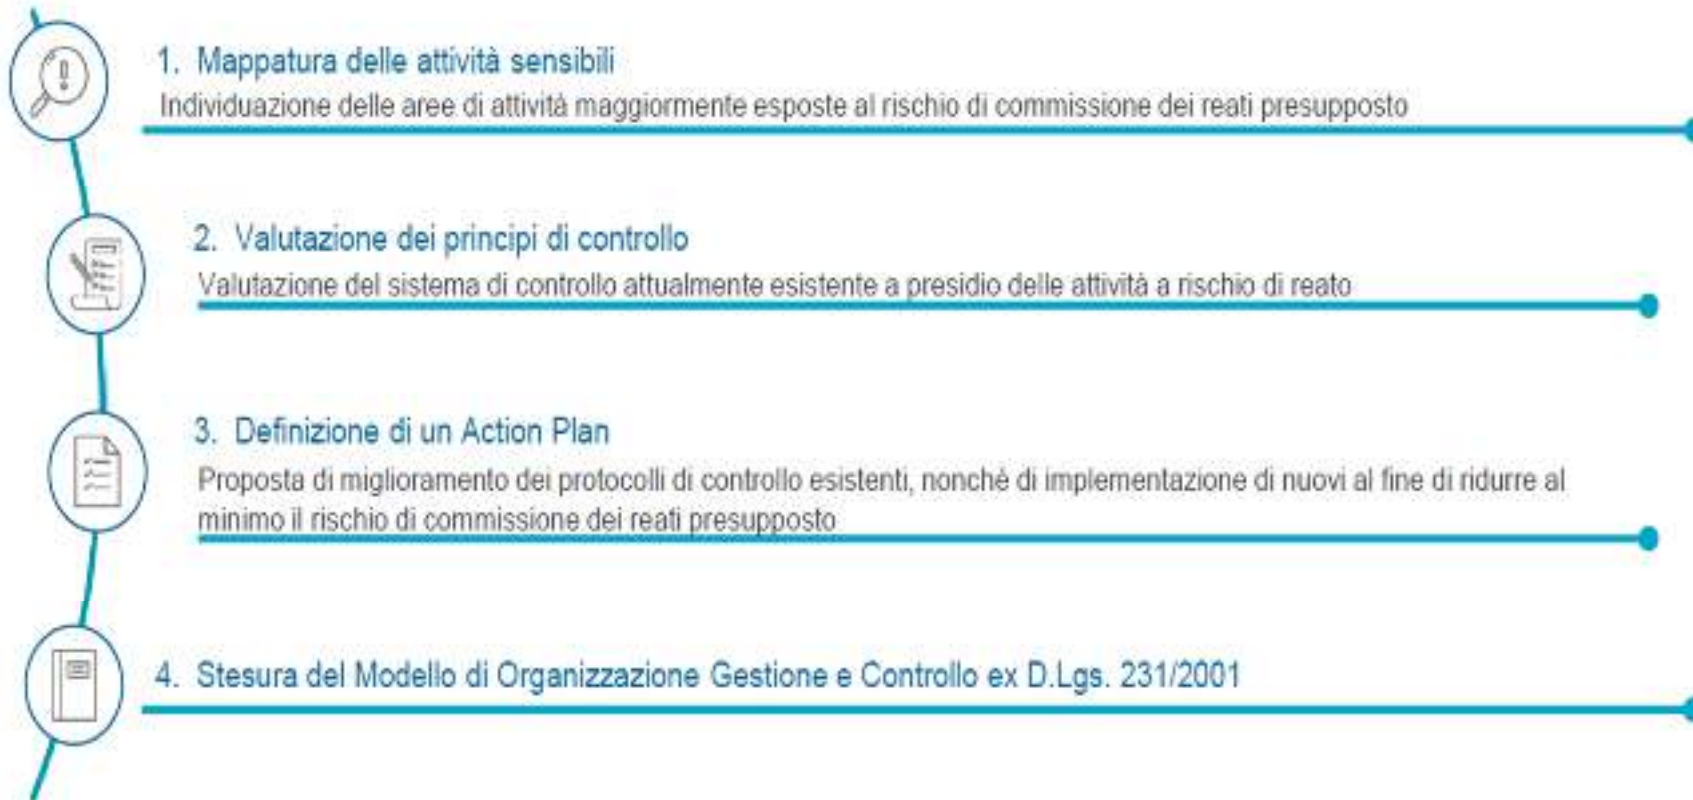 1. Mappatura delle attività sensibili
Individuazione delle aree di attività maggiormente esposte al rischio di commissione dei reati presupposto
2. Valutazione dei principi di controllo
Valutazione del sistema di controllo attualmente esistente a presidio delle attività a rischio di reato
3. Definizione di un Action Plan
Proposta di miglioramento dei protocolli di controllo esistenti, nonché di implementazione di nuovi al fine di ridurre al
minimo il rischio di commissione dei reati presupposto
4. Stesura del Modello di Organizzazione Gestione e Controllo ex D.Lgs. 231/2001